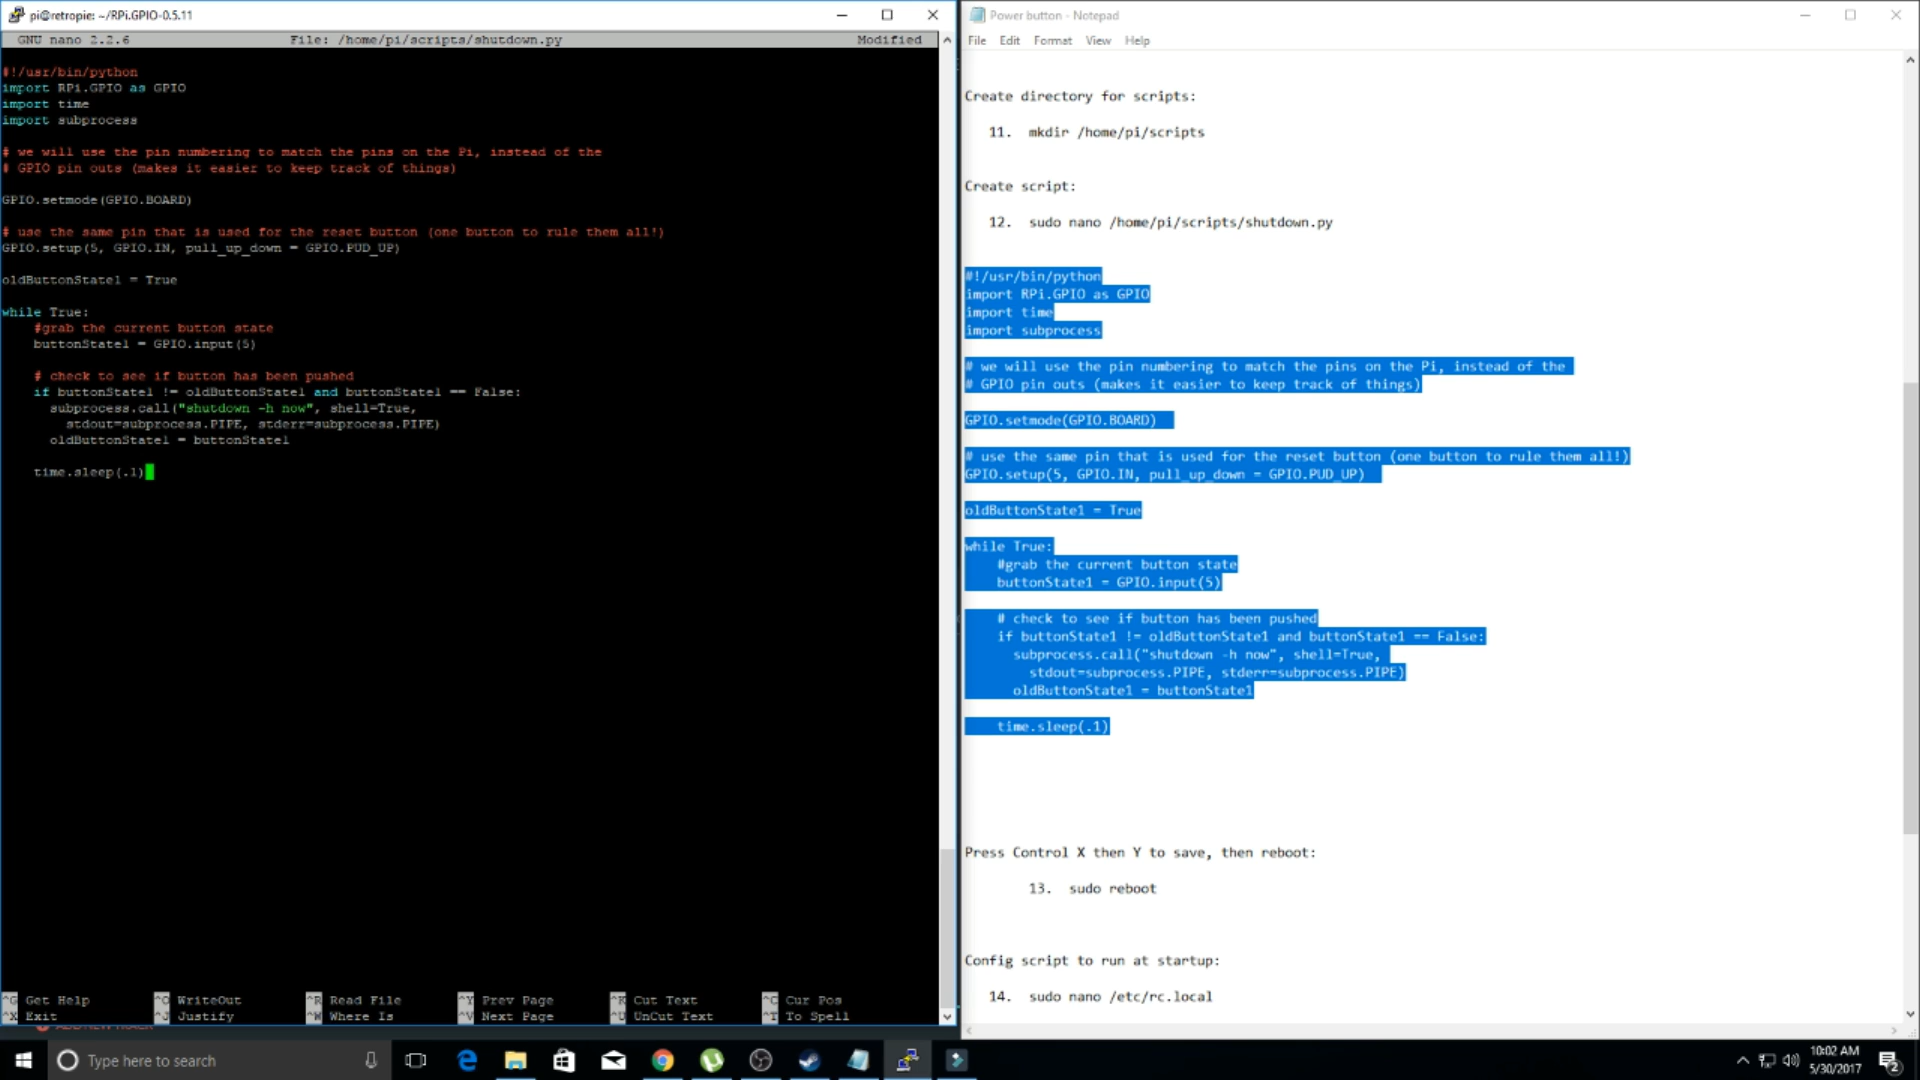 pi@retropie: ~/RPi.GPIO-0.5.11
GNU nano 2.2.6 File: /home/pi/scripts/shutdown.py Modified
#!/usr/bin/python
import RPi.GPIO as GPIO
import time
import subprocess
# we will use the pin numbering to match the pins on the Pi, instead of the
# GPIO pin outs (makes it easier to keep track of things)
GPIO.setmode(GPIO.BOARD)
# use the same pin that is used for the reset button (one button to rule them all!)
GPIO.setup(5, GPIO.IN, pull_up_down = GPIO.PUD_UP)
oldButtonState1 = True
while True:
    #grab the current button state
    buttonState1 = GPIO.input(5)
    # check to see if button has been pushed
    if buttonState1 != oldButtonState1 and buttonState1 == False:
      subprocess.call("shutdown -h now", shell=True,
        stdout=subprocess.PIPE, stderr=subprocess.PIPE)
      oldButtonState1 = buttonState1
    time.sleep(.1)
^G Get Help ^O WriteOut ^R Read File ^Y Prev Page ^K Cut Text ^C Cur Pos
^X Exit ^J Justify ^W Where Is ^V Next Page ^U UnCut Text ^T To Spell
Power button - Notepad
File Edit Format View Help
Create directory for scripts:
11. mkdir /home/pi/scripts
Create script:
12. sudo nano /home/pi/scripts/shutdown.py
#!/usr/bin/python
import RPi.GPIO as GPIO
import time
import subprocess
# we will use the pin numbering to match the pins on the Pi, instead of the
# GPIO pin outs (makes it easier to keep track of things)
GPIO.setmode(GPIO.BOARD)
# use the same pin that is used for the reset button (one button to rule them all!)
GPIO.setup(5, GPIO.IN, pull_up_down = GPIO.PUD_UP)
oldButtonState1 = True
while True:
    #grab the current button state
    buttonState1 = GPIO.input(5)
    # check to see if button has been pushed
    if buttonState1 != oldButtonState1 and buttonState1 == False:
      subprocess.call("shutdown -h now", shell=True,
        stdout=subprocess.PIPE, stderr=subprocess.PIPE)
      oldButtonState1 = buttonState1
    time.sleep(.1)
Press Control X then Y to save, then reboot:
13. sudo reboot
Config script to run at startup:
14. sudo nano /etc/rc.local
Type here to search
10:02 AM
5/30/2017
2